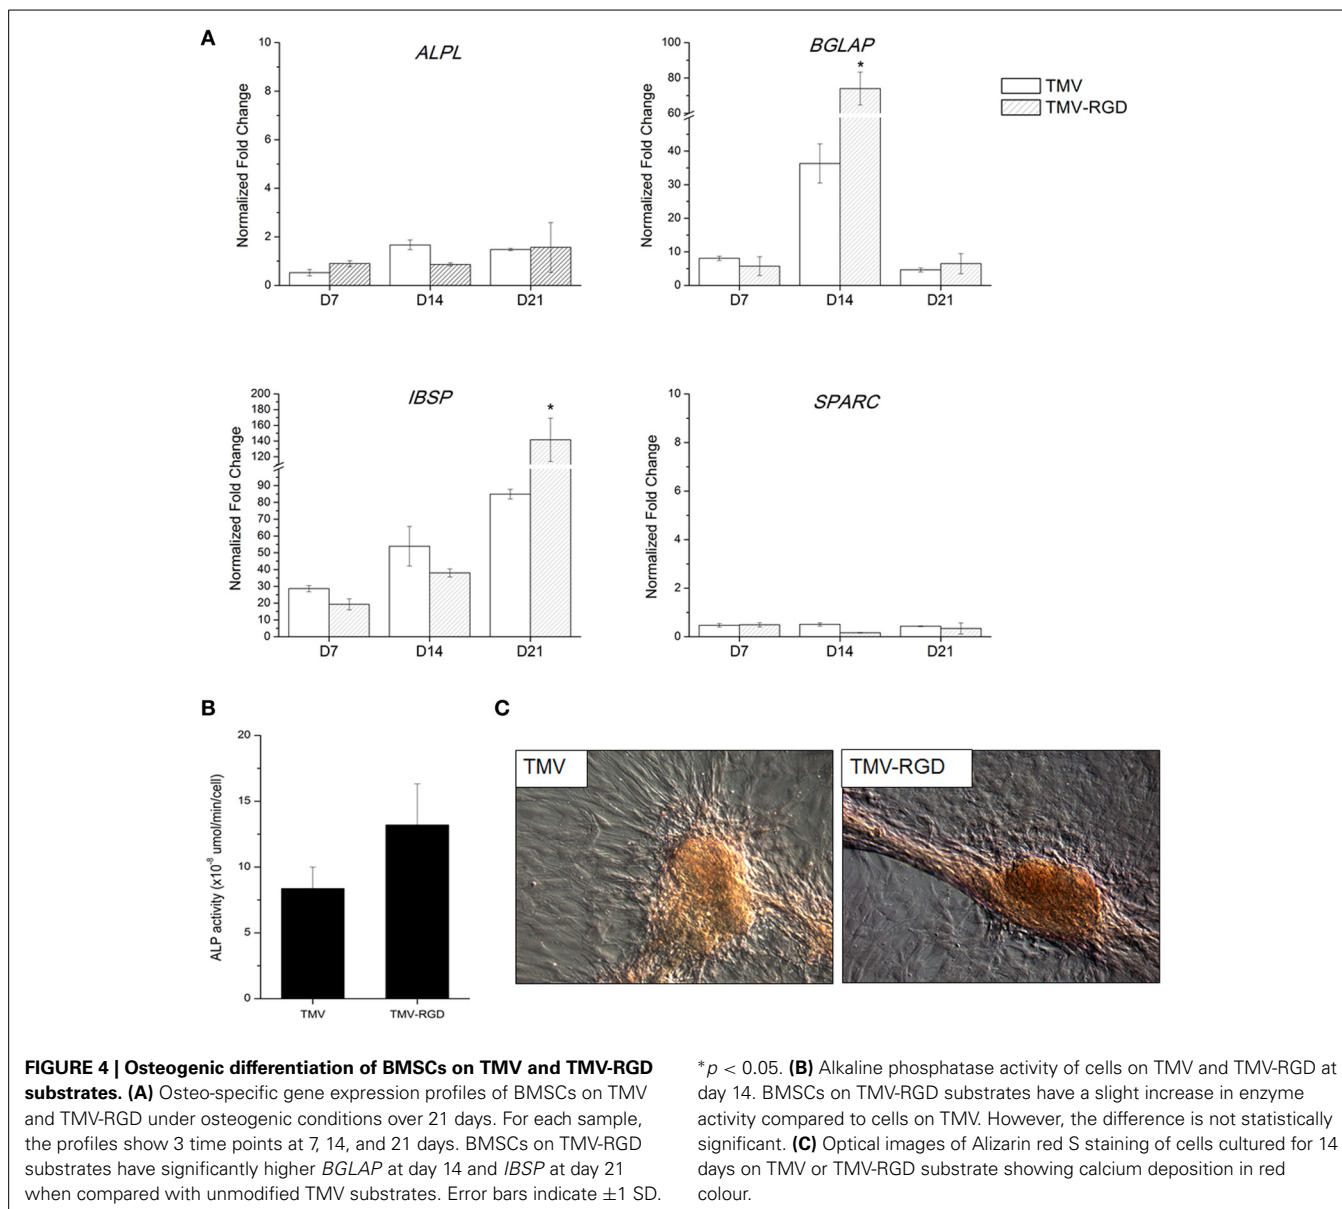 A
ALPL
Normalized Fold Change
10
8
6
4
2
0
D7
D14
D21
BGLAP
*
Normalized Fold Change
100
80
60
40
30
20
10
0
D7
D14
D21
TMV
TMV-RGD
IBSP
*
Normalized Fold Change
200
180
160
140
120
90
80
70
60
50
40
30
20
10
0
D7
D14
D21
SPARC
Normalized Fold Change
10
8
6
4
2
0
D7
D14
D21
B
ALP activity (x10⁻⁸ umol/min/cell)
20
15
10
5
0
TMV
TMV-RGD
C
TMV
TMV-RGD
FIGURE 4 | Osteogenic differentiation of BMSCs on TMV and TMV-RGD
substrates. (A) Osteo-specific gene expression profiles of BMSCs on TMV
and TMV-RGD under osteogenic conditions over 21 days. For each sample,
the profiles show 3 time points at 7, 14, and 21 days. BMSCs on TMV-RGD
substrates have significantly higher BGLAP at day 14 and IBSP at day 21
when compared with unmodified TMV substrates. Error bars indicate ±1 SD.
*p < 0.05. (B) Alkaline phosphatase activity of cells on TMV and TMV-RGD at
day 14. BMSCs on TMV-RGD substrates have a slight increase in enzyme
activity compared to cells on TMV. However, the difference is not statistically
significant. (C) Optical images of Alizarin red S staining of cells cultured for 14
days on TMV or TMV-RGD substrate showing calcium deposition in red
colour.